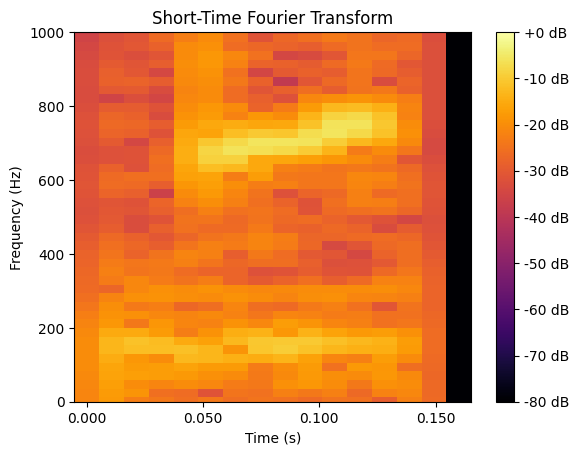 Short-Time Fourier Transform
1000
800
600
400
200
0
Frequency (Hz)
0.000
0.050
0.100
0.150
Time (s)
+0 dB
-10 dB
-20 dB
-30 dB
-40 dB
-50 dB
-60 dB
-70 dB
-80 dB